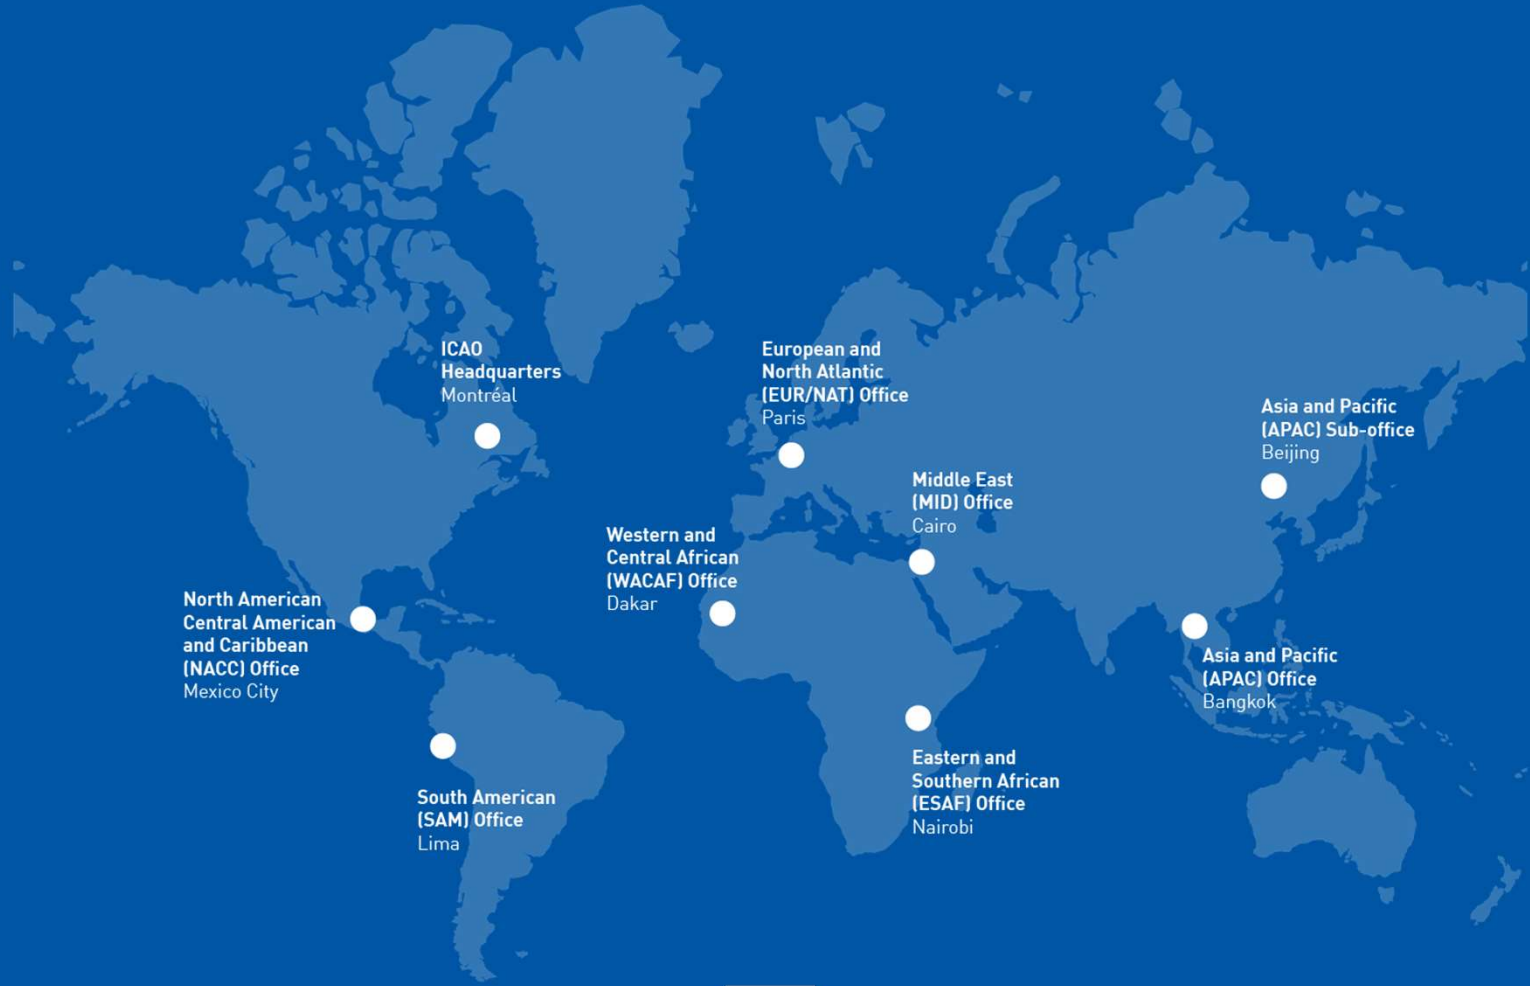 ICAO
Headquarters
Montréal
European and
North Atlantic
(EUR/NAT) Office
Paris
Asia and Pacific
(APAC) Sub-office
Beijing
Middle East
(MID) Office
Cairo
Western and
Central African
(WACAF) Office
Dakar
North American
Central American
and Caribbean
(NACC) Office
Mexico City
Asia and Pacific
(APAC) Office
Bangkok
Eastern and
Southern African
(ESAF) Office
Nairobi
South American
(SAM) Office
Lima